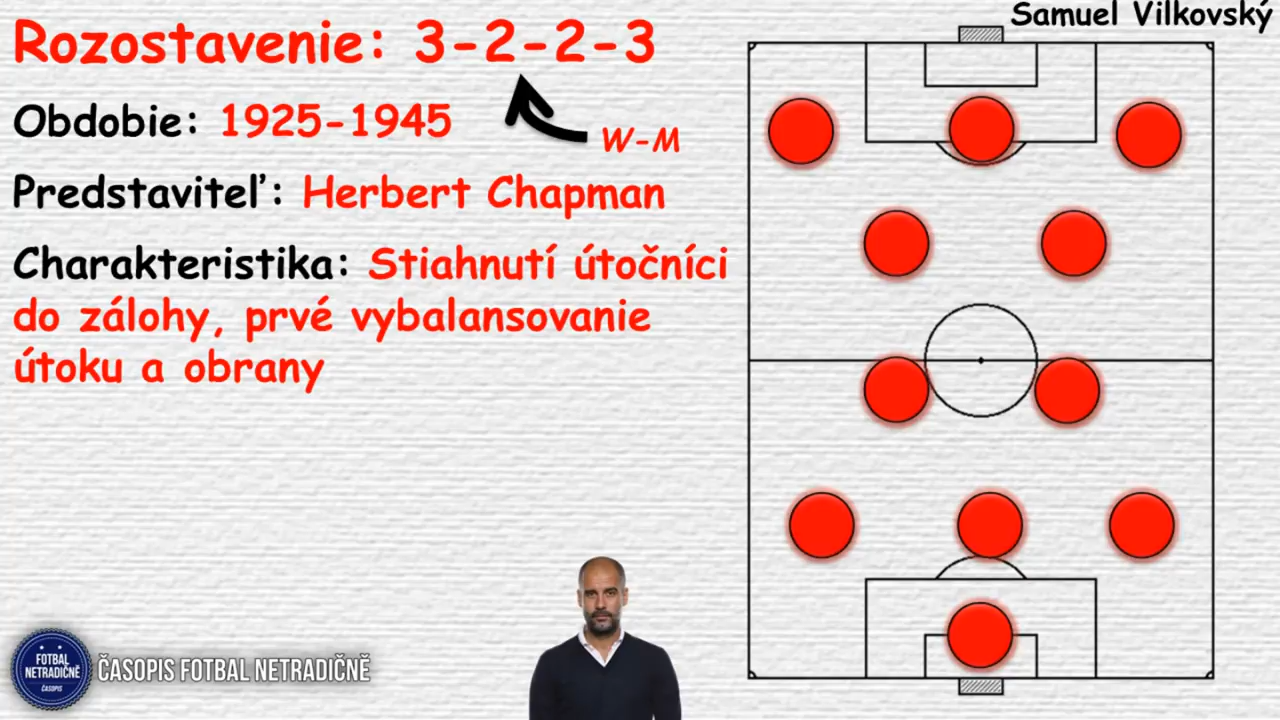 Samuel Vilkovský
Rozostavenie: 3-2-2-3
W-M
Obdobie: 1925-1945
Predstaviteľ: Herbert Chapman
Charakteristika: Stiahnutí útočníci
do zálohy, prvé vybalansovanie
útoku a obrany
FOTBAL
NETRADIČNĚ
ČASOPIS
ČASOPIS FOTBAL NETRADIČNĚ